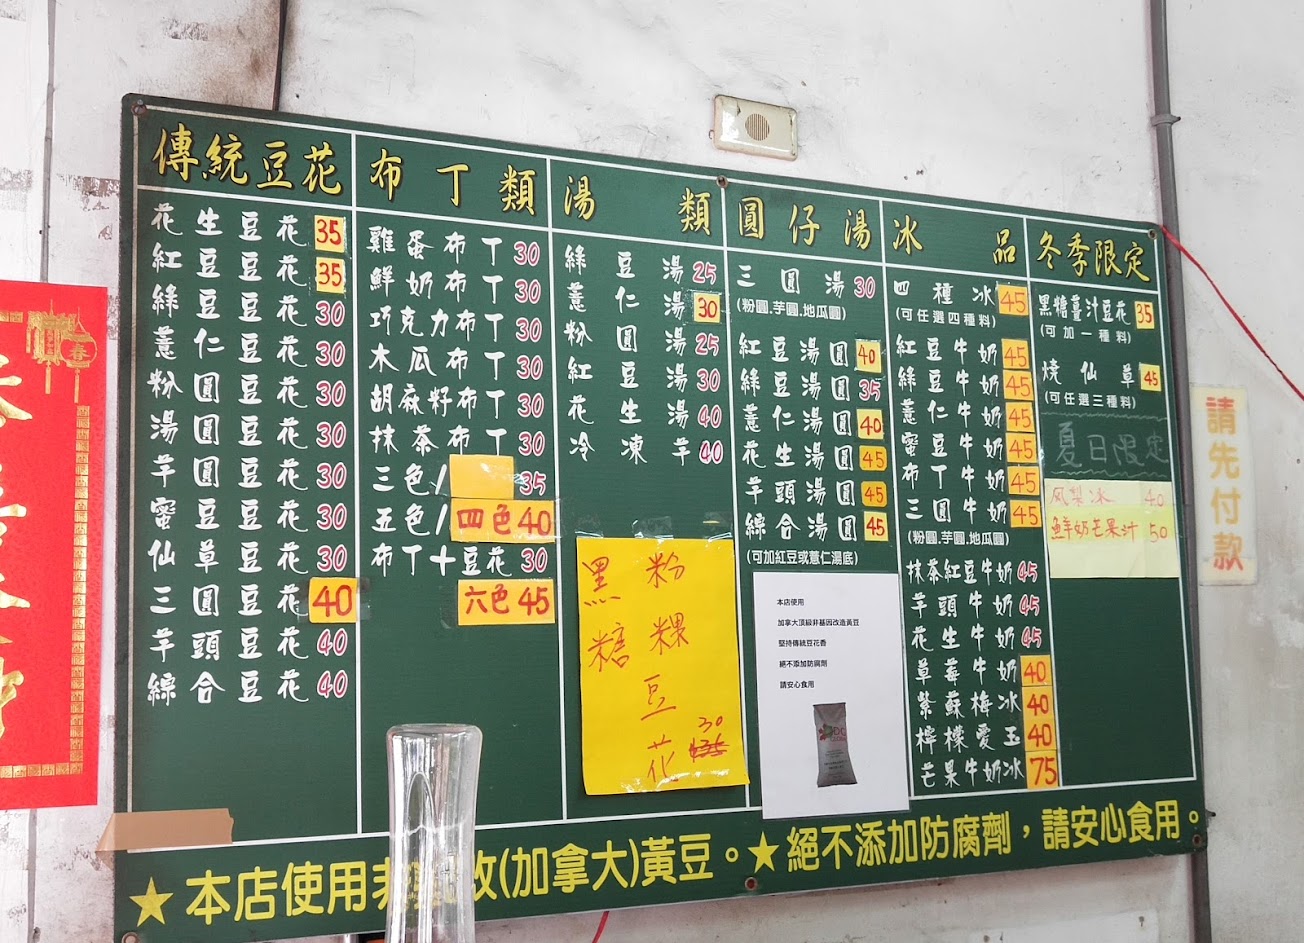 傳統豆花
花生豆花 35
紅豆豆花 35
綠豆豆花 30
薏仁豆花 30
粉圓豆花 30
湯圓豆花 30
芋圓豆花 30
蜜豆豆花 30
仙草豆花 30
三圓豆花 40
芋頭豆花 40
綜合豆花 40
布丁類
雞蛋布丁 30
鮮奶布丁 30
巧克力布丁 30
木瓜布丁 30
胡麻籽布丁 30
抹茶布丁 30
三色/ 35
五色/四色 40
布丁+豆花 30
六色 45
湯類
綠豆湯 25
薏仁湯 30
粉圓湯 25
紅豆湯 30
花生湯 40
冷凍芋 40
黑糖
粉粿豆花
30
圓仔湯
三圓湯 30
(粉圓.芋圓.地瓜圓)
紅豆湯圓 40
綠豆湯圓 35
薏仁湯圓 40
花生湯圓 45
芋頭湯圓 45
綜合湯圓 45
(可加紅豆或薏仁湯底)
本店使用
加拿大頂級非基因改造黃豆
堅持傳統豆花香
絕不添加防腐劑
請安心食用
冰品
四種冰 45
(可任選四種料)
紅豆牛奶 45
綠豆牛奶 45
薏仁牛奶 45
蜜豆牛奶 45
布丁牛奶 45
三圓牛奶 45
(粉圓.芋圓.地瓜圓)
抹茶紅豆牛奶 45
芋頭牛奶 45
花生牛奶 45
草莓牛奶 40
紫蘇梅冰 40
檸檬愛玉 40
芒果牛奶冰 75
冬季限定
黑糖薑汁豆花 35
(可加一種料)
燒仙草 45
(可任選三種料)
夏日限定
凤梨冰 40
鮮奶芒果汁 50
★本店使用非 改(加拿大)黃豆。★絕不添加防腐劑，請安心食用。
請先付款
春